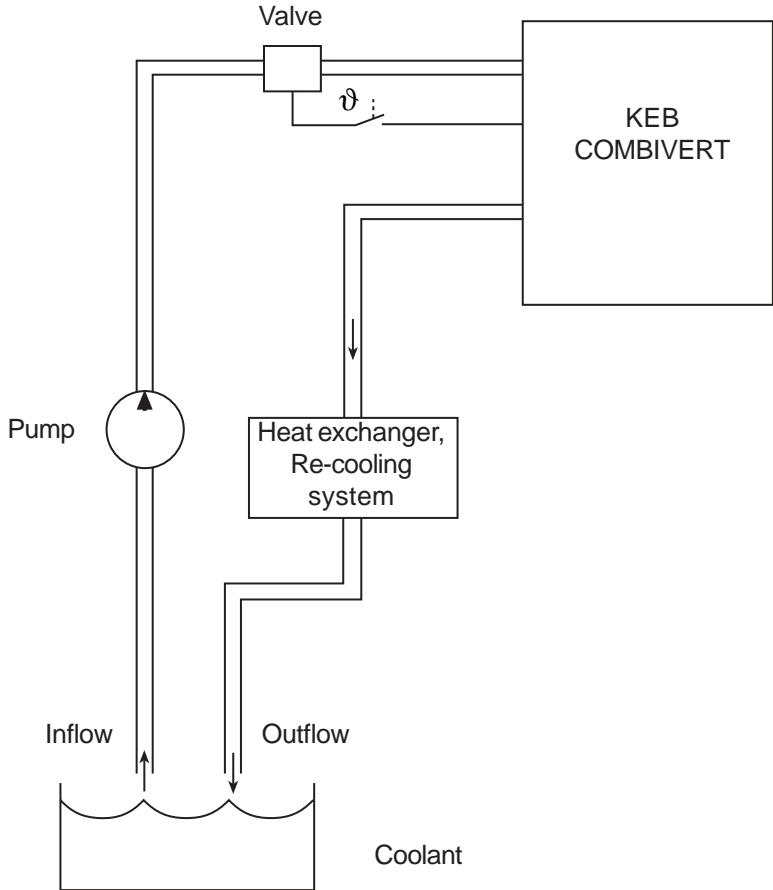 Valve
ϑ
KEB
COMBIVERT
Pump
Heat exchanger,
Re-cooling
system
Inflow
Outflow
Coolant